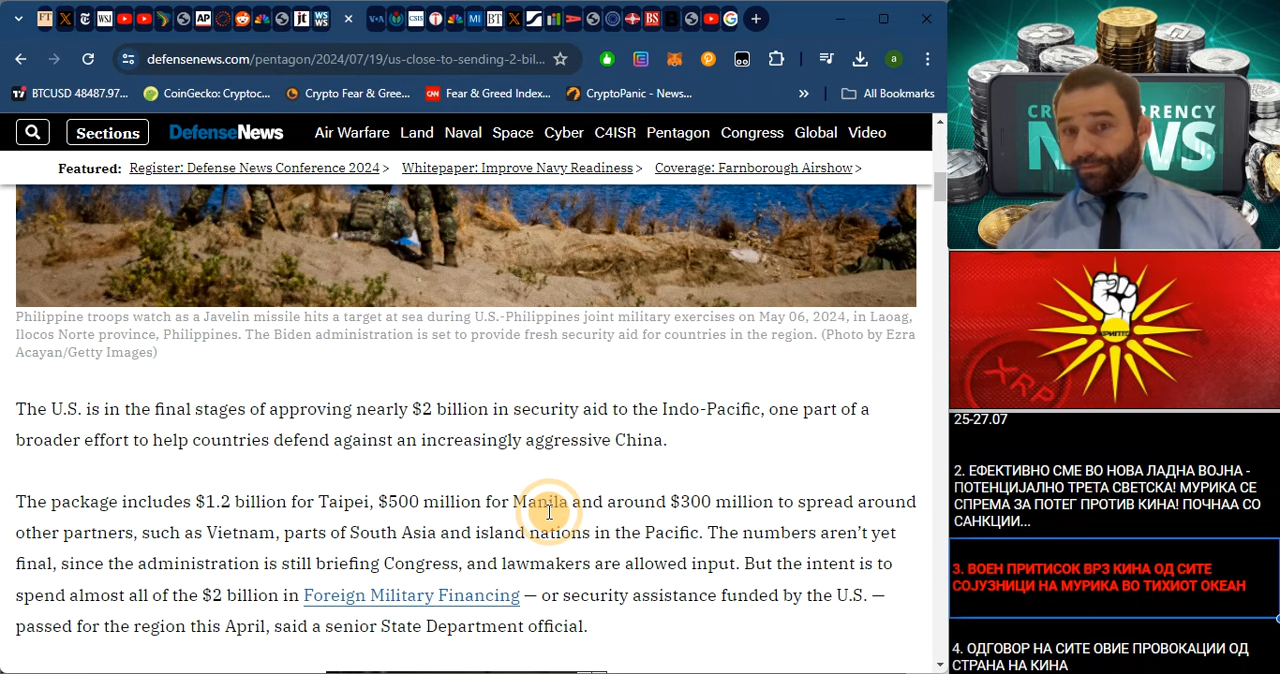 defensenews.com/pentagon/2024/07/19/us-close-to-sending-2-bil...
BTCUSD 48487.97...
CoinGecko: Cryptoc...
Crypto Fear & Gree...
Fear & Greed Index...
CryptoPanic - News...
All Bookmarks
Sections
DefenseNews
Air Warfare
Land
Naval
Space
Cyber
C4ISR
Pentagon
Congress
Global
Video
Featured:
Register: Defense News Conference 2024 >
Whitepaper: Improve Navy Readiness >
Coverage: Farnborough Airshow >
Philippine troops watch as a Javelin missile hits a target at sea during U.S.-Philippines joint military exercises on May 06, 2024, in Laoag,
Ilocos Norte province, Philippines. The Biden administration set to provide fresh security aid for countries in the region. (Photo by Ezra
Acayan/Getty Images)
The U.S. is in the final stages of approving nearly $2 billion in security aid to the Indo-Pacific, one part of a
broader effort to help countries defend against an increasingly aggressive China.
The package includes $1.2 billion for Taipei, $500 million for Manila and around $300 million to spread around
other partners, such as Vietnam, parts of South Asia and island nations in the Pacific. The numbers aren't yet
final, since the administration is still briefing Congress, and lawmakers are allowed input. But the intent is to
spend almost all of the $2 billion in Foreign Military Financing — or security assistance funded by the U.S. —
passed for the region this April, said a senior State Department official.
XRP
25-27.07
2. ЕФЕКТИВНО СМЕ ВО НОВА ЛАДНА ВОЈНА -
ПОТЕНЦИЈАЛНО ТРЕТА СВЕТСКА! МУРИКА СЕ
СПРЕМА ЗА ПОТЕГ ПРОТИВ КИНА! ПОЧНАА СО
САНКЦИИ...
3. ВОЕН ПРИТИСОК ВРЗ КИНА ОД СИТЕ
СОЈУЗНИЦИ НА МУРИКА ВО ТИХИОТ ОКЕАН
4. ОДГОВОР НА СИТЕ ОВИЕ ПРОВОКАЦИИ ОД
СТРАНА НА КИНА